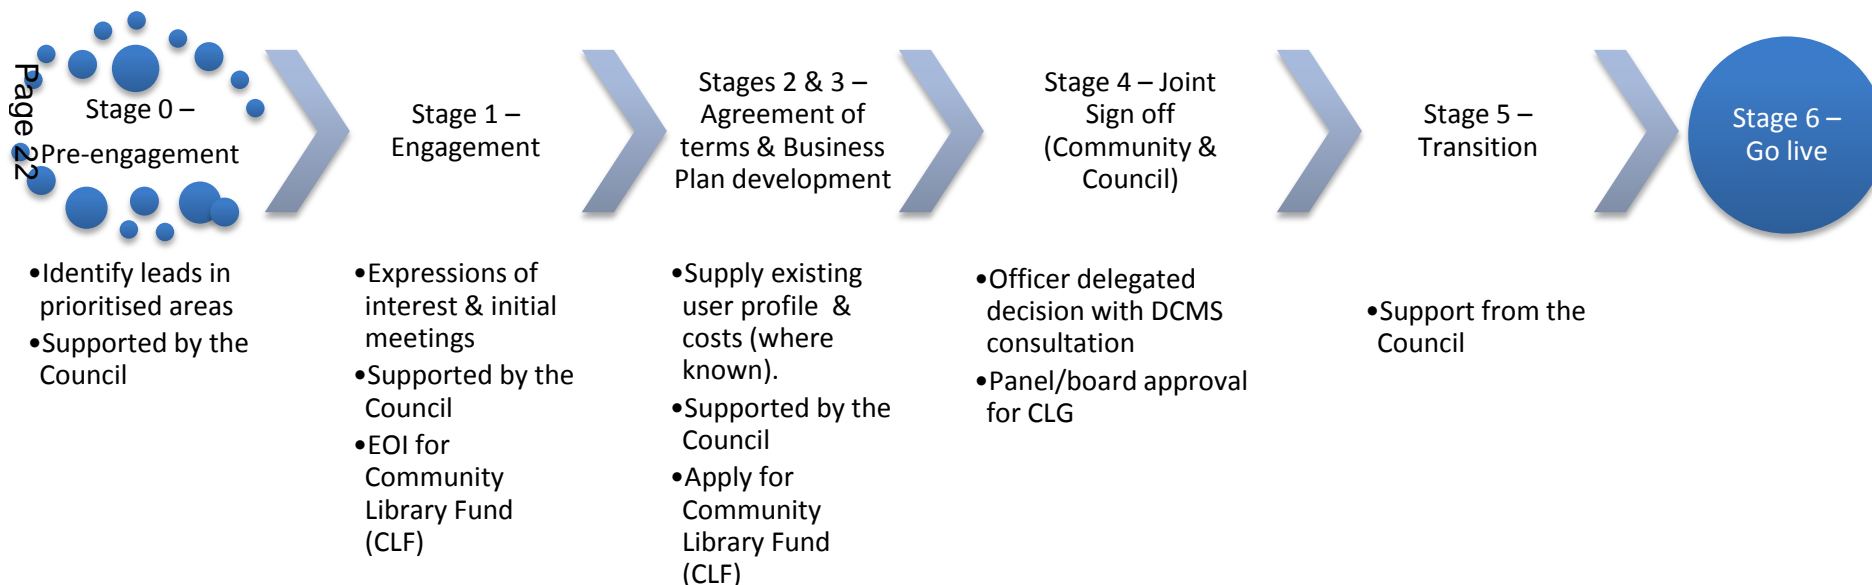 Page 22
Stage 0 –
Pre-engagement
•Identify leads in
prioritised areas
•Supported by the
Council
Stage 1 –
Engagement
•Expressions of
interest & initial
meetings
•Supported by the
Council
•EOI for
Community
Library Fund
(CLF)
Stages 2 & 3 –
Agreement of
terms & Business
Plan development
•Supply existing
user profile & 
costs (where
known).
•Supported by the
Council
•Apply for
Community
Library Fund
(CLF)
Stage 4 – Joint
Sign off
(Community &
Council)
•Officer delegated
decision with DCMS
consultation
•Panel/board approval
for CLG
Stage 5 –
Transition
•Support from the
Council
Stage 6 –
Go live